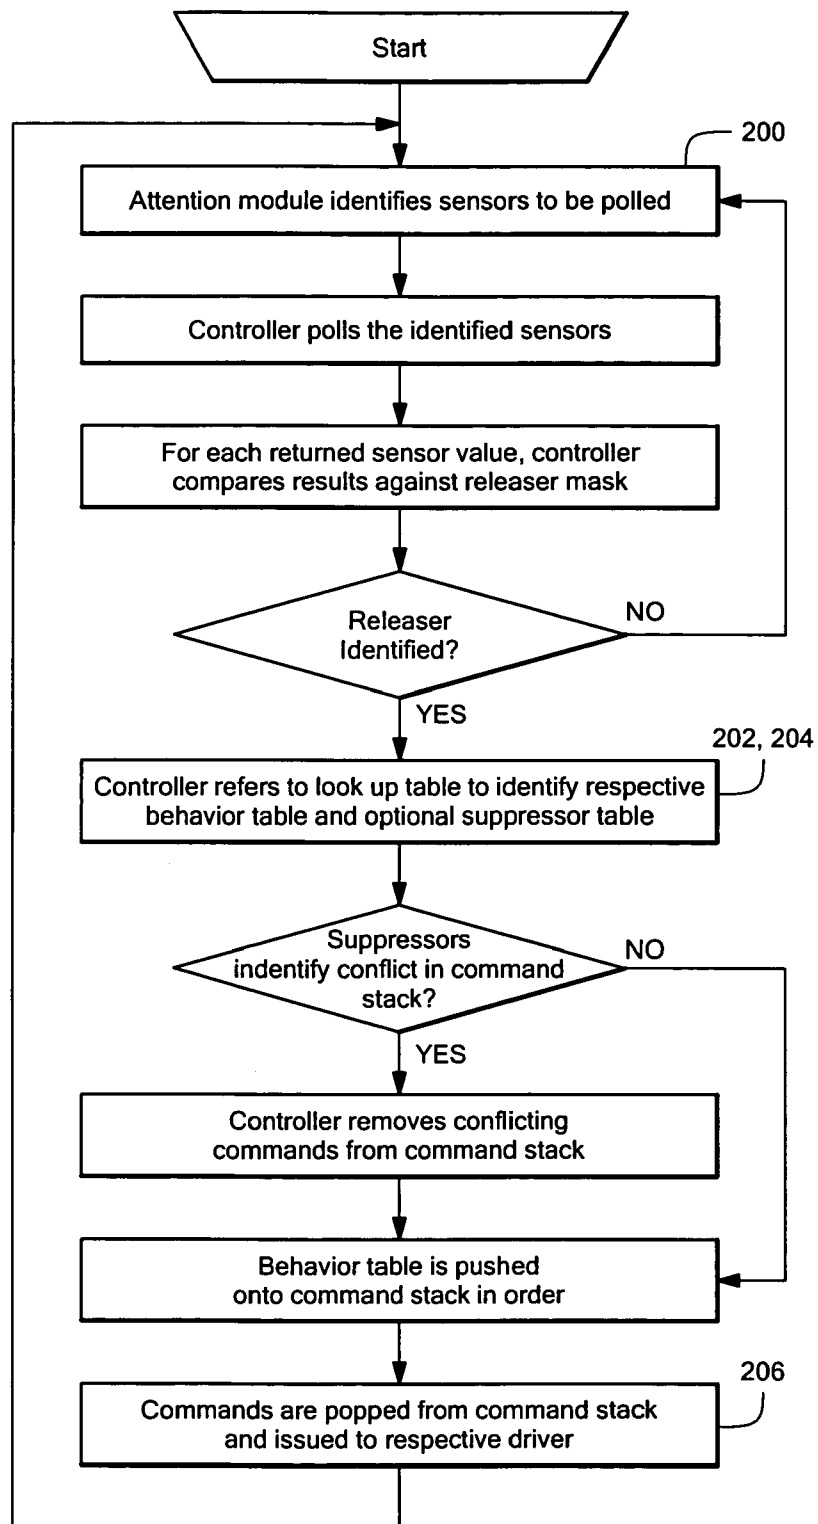 Start
200
Attention module identifies sensors to be polled
Controller polls the identified sensors
For each returned sensor value, controller
compares results against releaser mask
Releaser
Identified?
NO
YES
202, 204
Controller refers to look up table to identify respective
behavior table and optional suppressor table
Suppressors
indentify conflict in command
stack?
NO
YES
Controller removes conflicting
commands from command stack
Behavior table is pushed
onto command stack in order
206
Commands are popped from command stack
and issued to respective driver